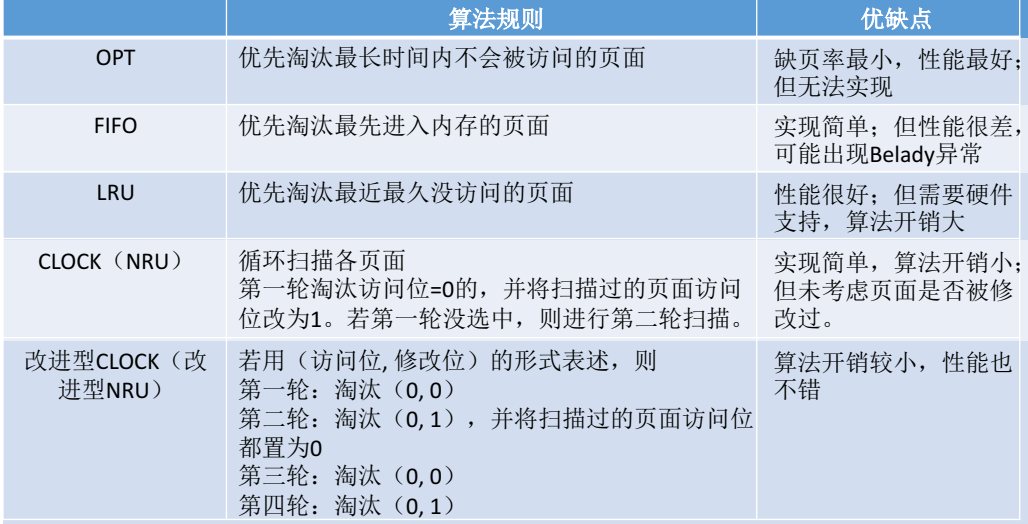 算法规则 优缺点
OPT 优先淘汰最长时间内不会被访问的页面 缺页率最小，性能最好；
但无法实现
FIFO 优先淘汰最先进入内存的页面 实现简单；但性能很差，
可能出现Belady异常
LRU 优先淘汰最近最久没访问的页面 性能很好；但需要硬件
支持，算法开销大
CLOCK（NRU） 循环扫描各页面
第一轮淘汰访问位=0的，并将扫描过的页面访问
位改为1。若第一轮没选中，则进行第二轮扫描。
实现简单，算法开销小；
但未考虑页面是否被修
改过。
改进型CLOCK（改
进型NRU）
若用（访问位, 修改位）的形式表述，则
第一轮：淘汰（0, 0）
第二轮：淘汰（0, 1），并将扫描过的页面访问位
都置为0
第三轮：淘汰（0, 0）
第四轮：淘汰（0, 1）
算法开销较小，性能也
不错